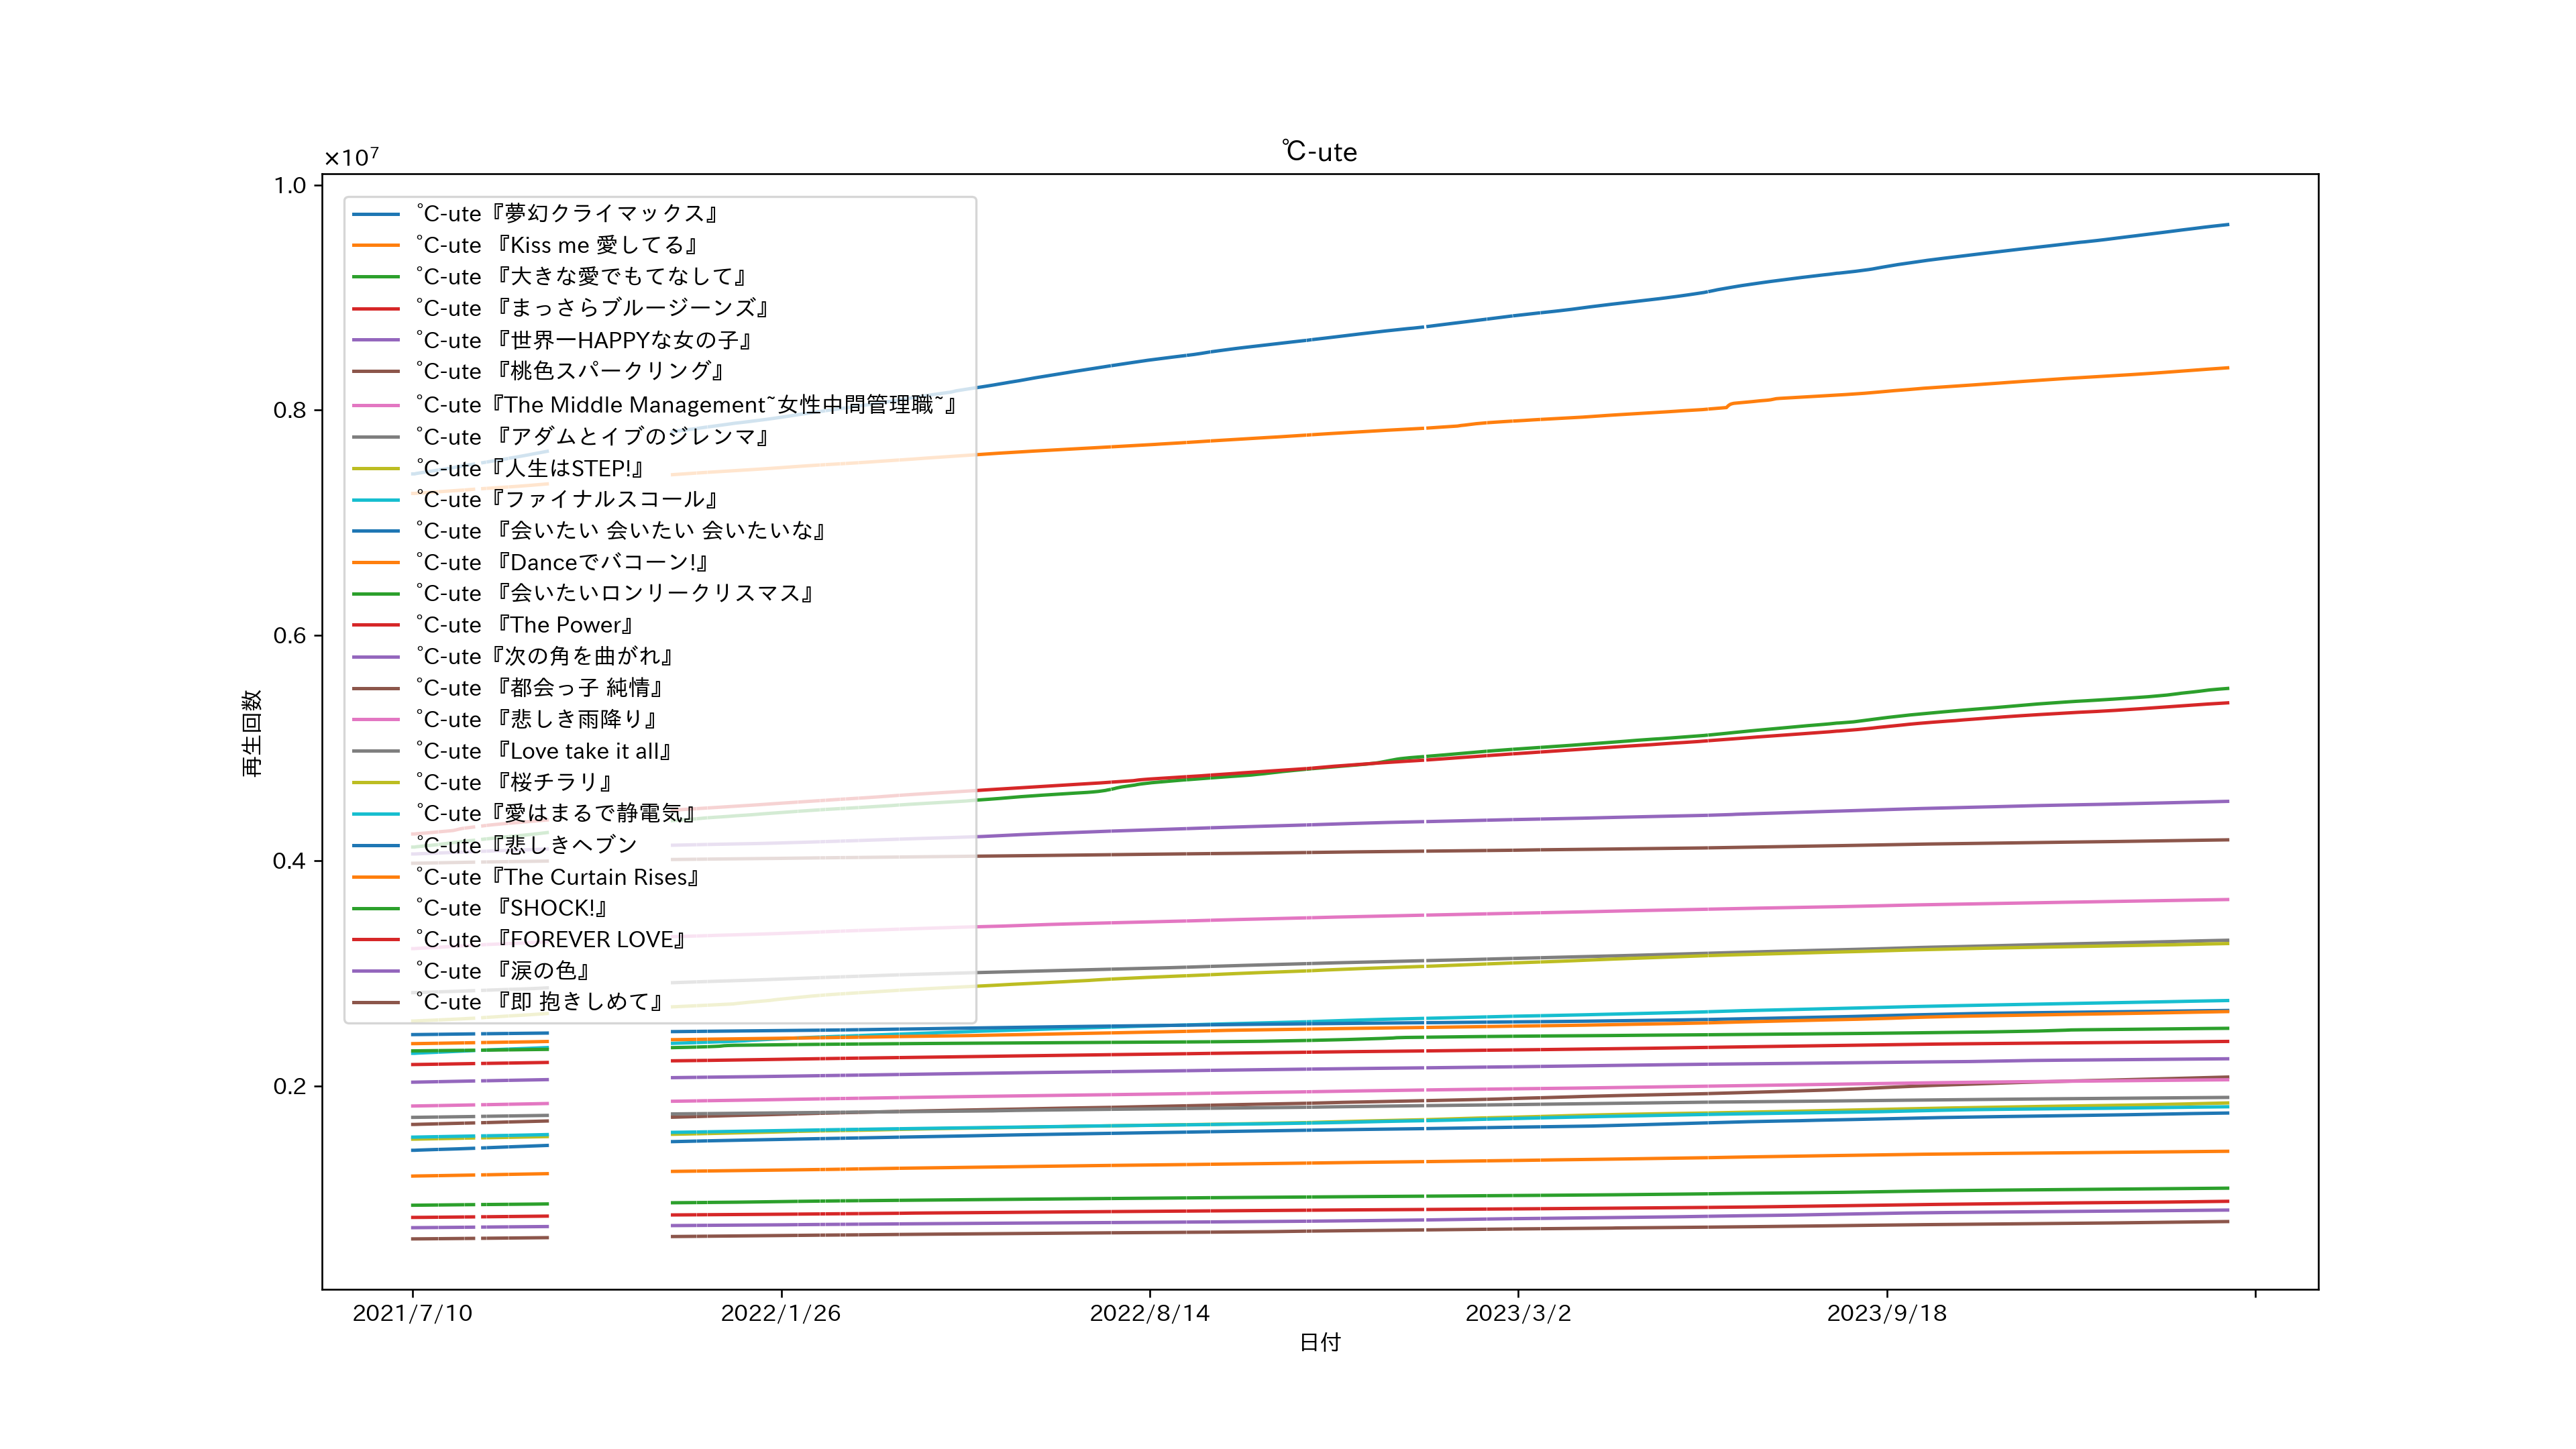 ℃-ute
×10⁷
1.0
0.8
0.6
0.4
0.2
再生回数
℃-ute『夢幻クライマックス』
℃-ute 『Kiss me 愛してる』
℃-ute 『大きな愛でもてなして』
℃-ute 『まっさらブルージーンズ』
℃-ute 『世界一HAPPYな女の子』
℃-ute 『桃色スパークリング』
℃-ute『The Middle Management~女性中間管理職~』
℃-ute 『アダムとイブのジレンマ』
℃-ute『人生はSTEP!』
℃-ute『ファイナルスコール』
℃-ute 『会いたい 会いたい 会いたいな』
℃-ute 『Danceでバコーン!』
℃-ute 『会いたいロンリークリスマス』
℃-ute 『The Power』
℃-ute『次の角を曲がれ』
℃-ute 『都会っ子 純情』
℃-ute 『悲しき雨降り』
℃-ute 『Love take it all』
℃-ute 『桜チラリ』
℃-ute『愛はまるで静電気』
℃-ute『悲しきヘブン
℃-ute『The Curtain Rises』
℃-ute 『SHOCK!』
℃-ute 『FOREVER LOVE』
℃-ute 『涙の色』
℃-ute 『即 抱きしめて』
2021/7/10
2022/1/26
2022/8/14
2023/3/2
2023/9/18
日付